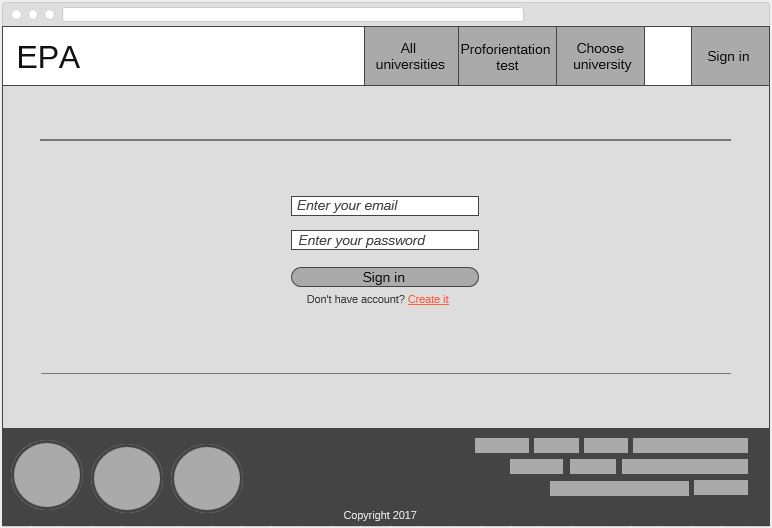 EPA
All
universities
Proforientation
test
Choose
university
Sign in
Enter your email
Enter your password
Sign in
Don't have account? Create it
Copyright 2017